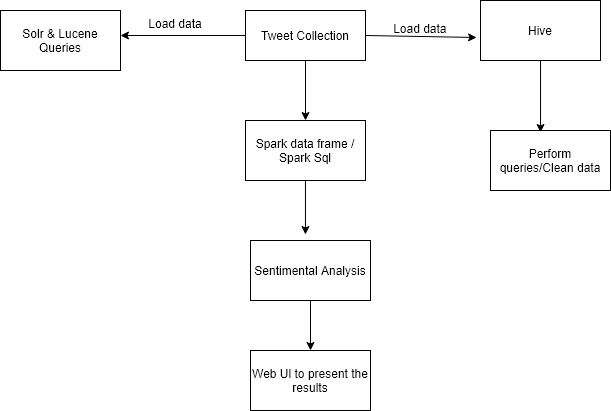 Solr & Lucene
Queries
Load data
Tweet Collection
Load data
Hive
Spark data frame /
Spark Sql
Perform
queries/Clean data
Sentimental Analysis
Web UI to present the
results